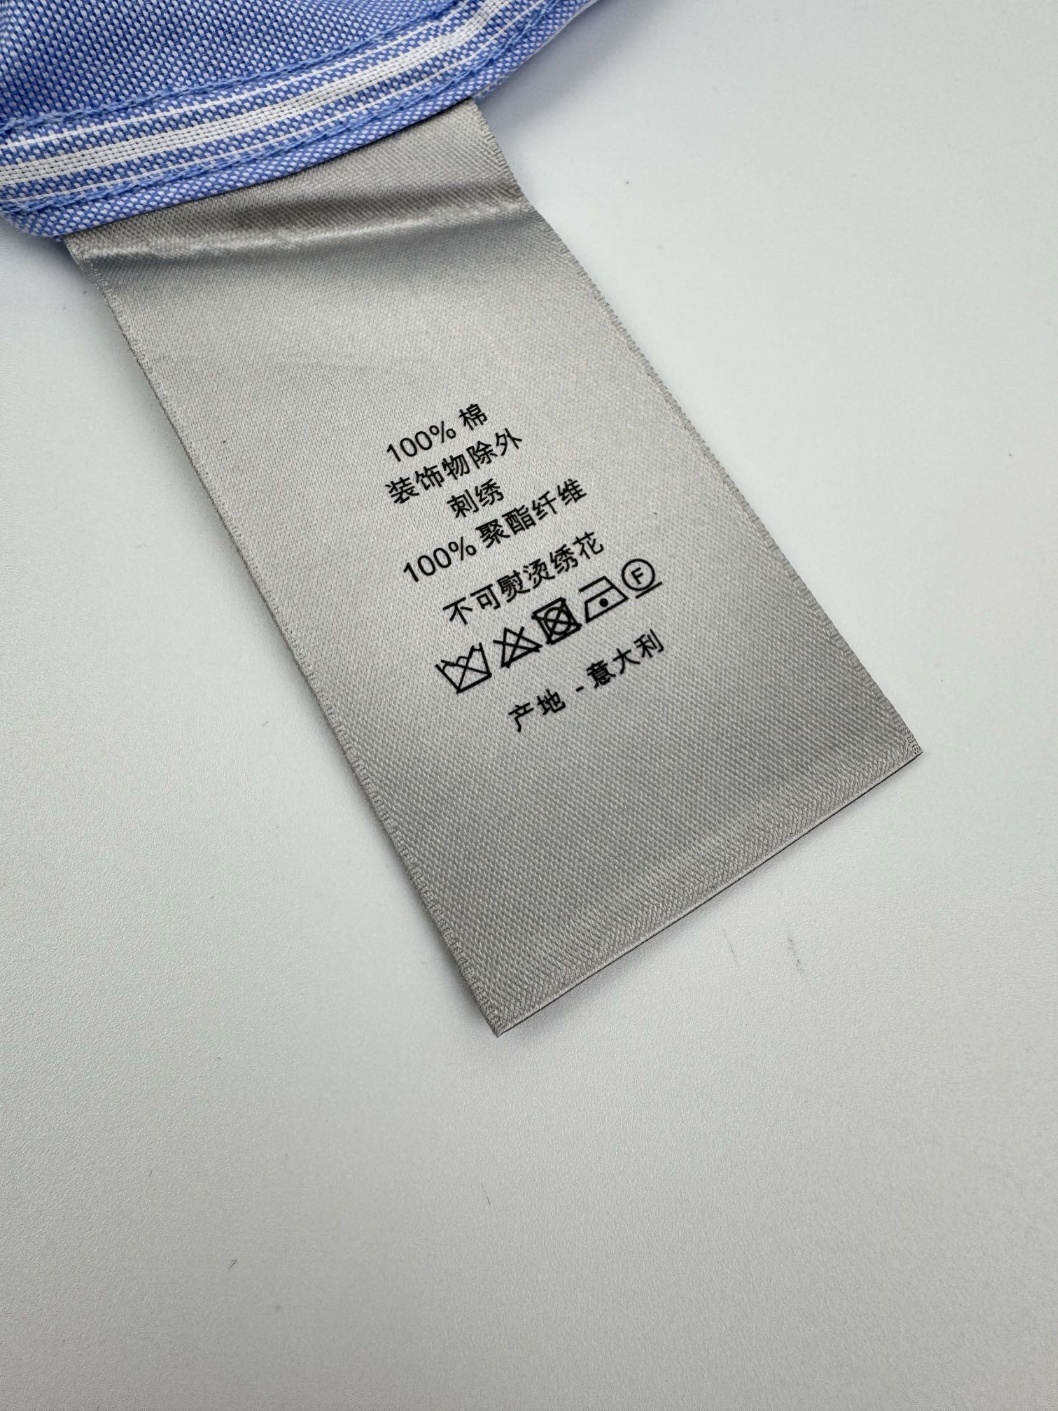 100% 棉
装饰物除外
刺绣
100% 聚酯纤维
不可熨烫绣花
F
产地 - 意大利